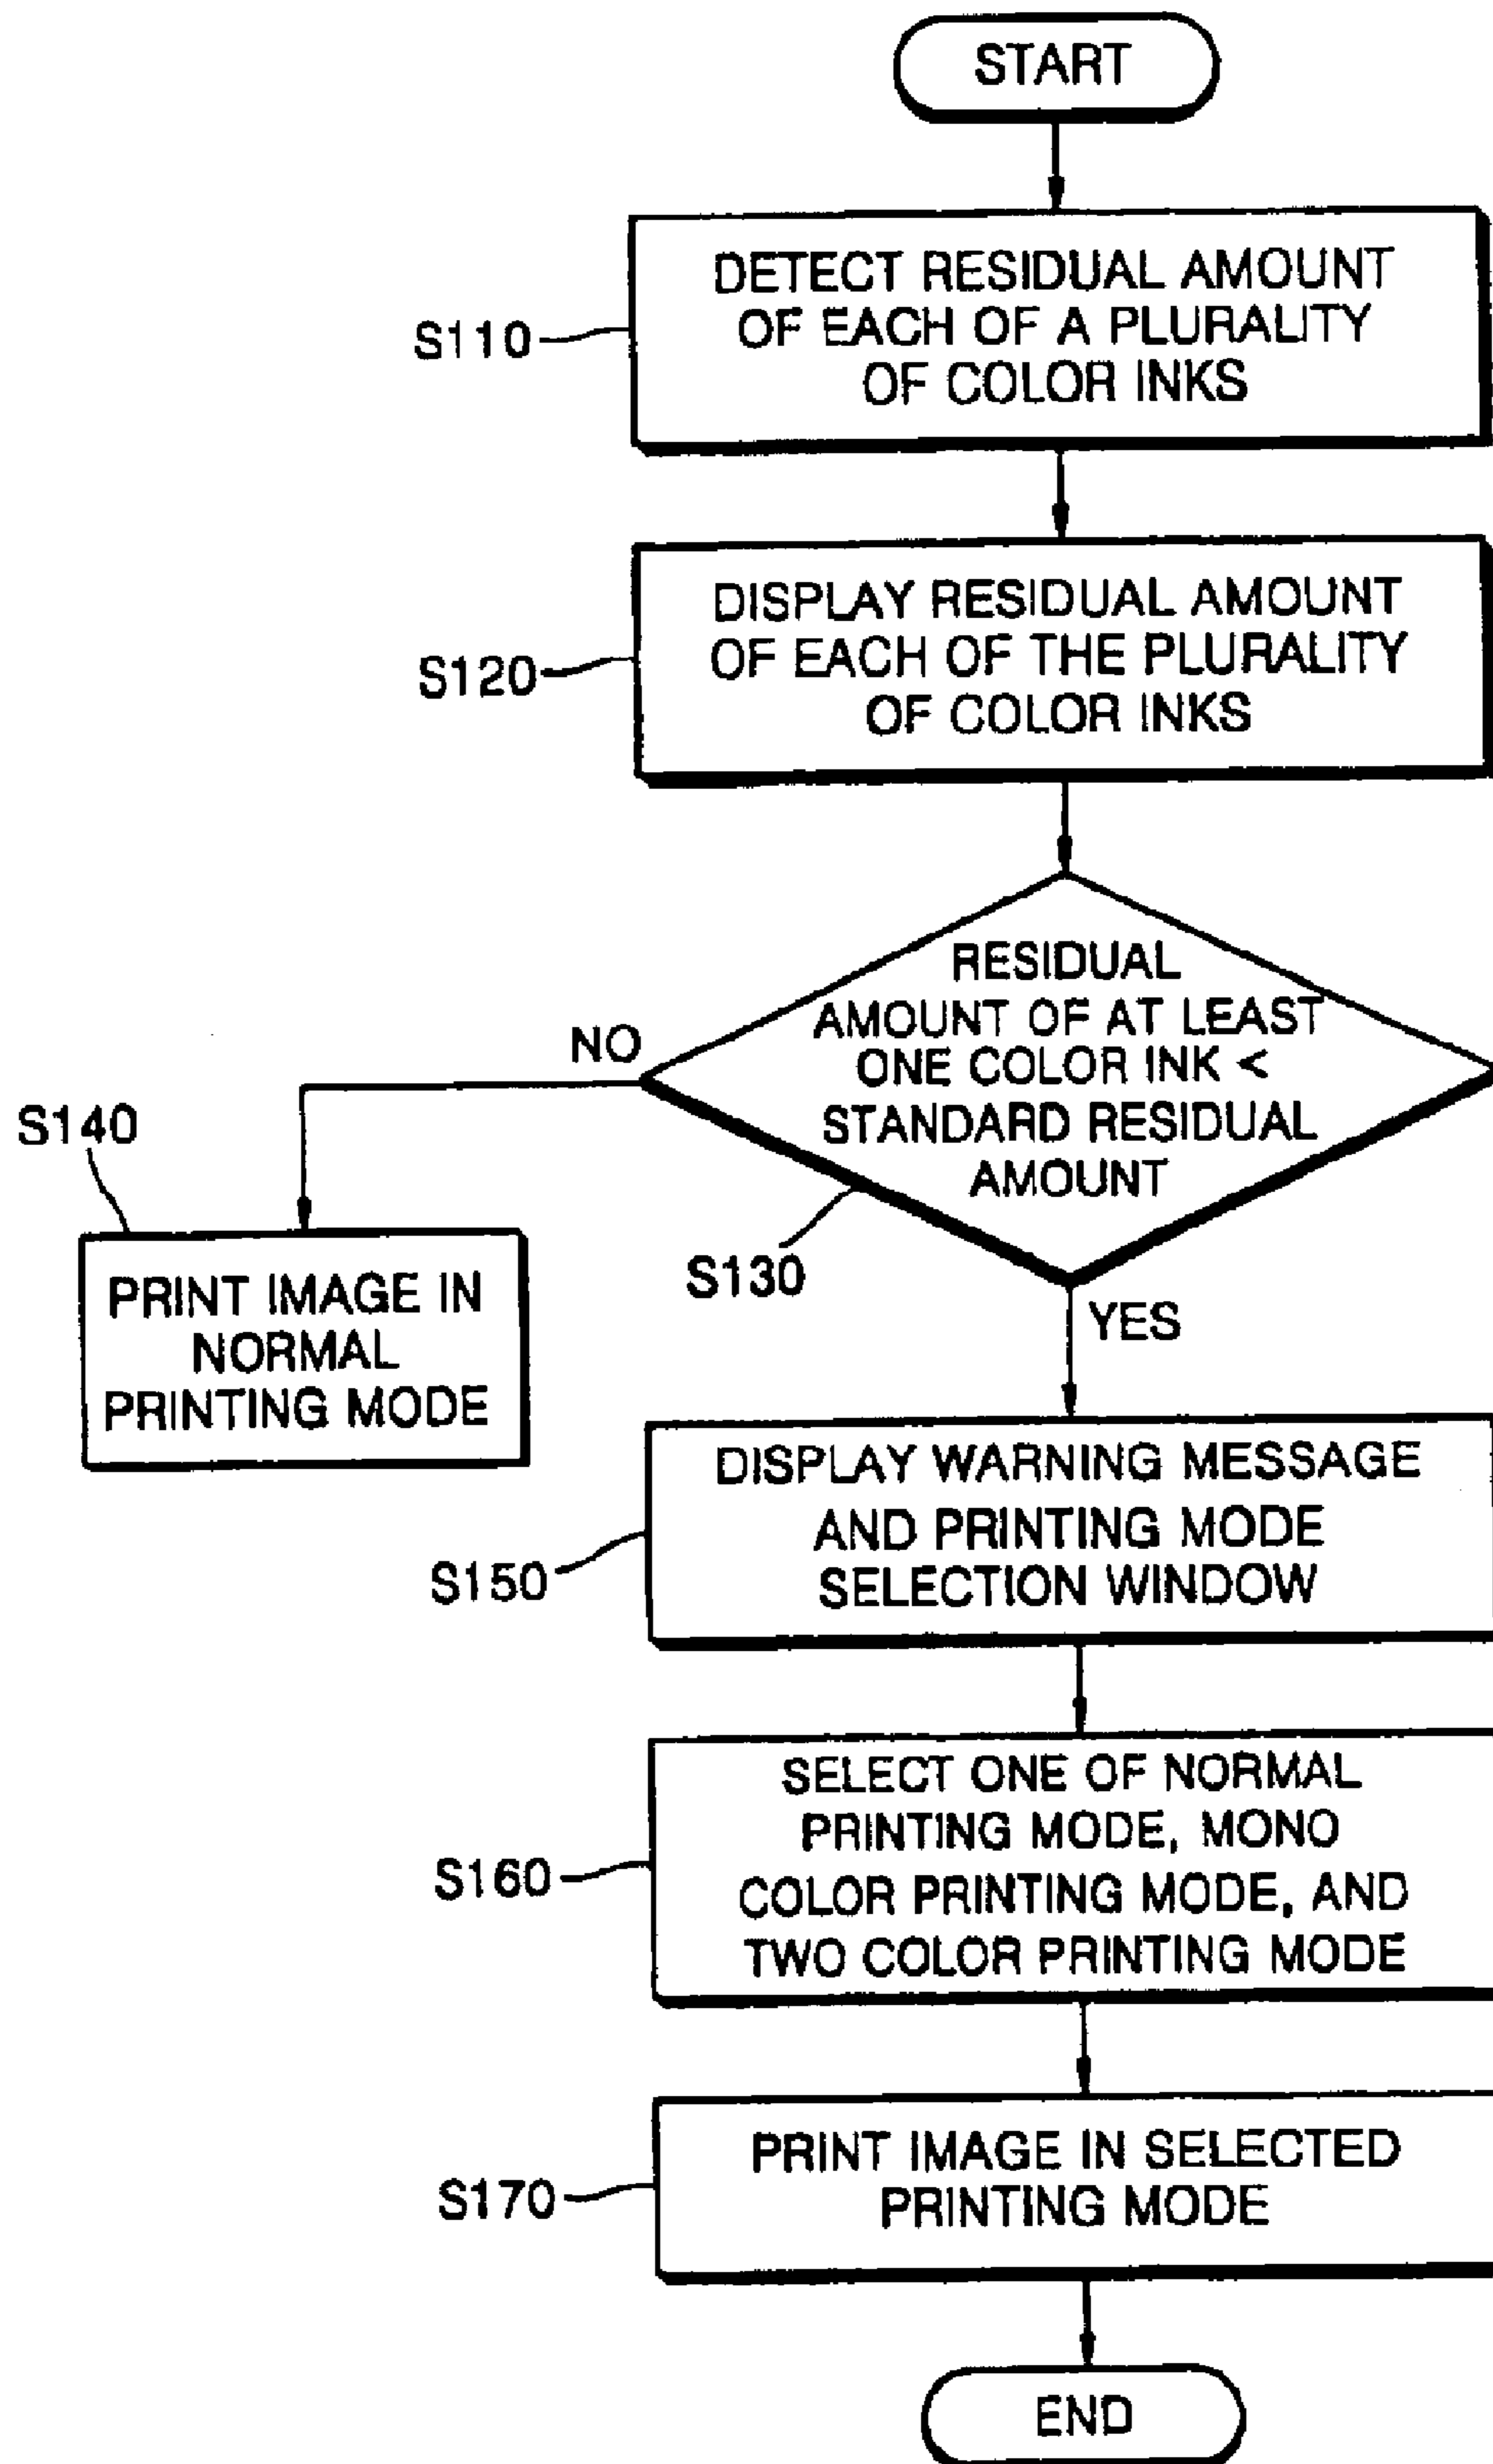 START
S110
DETECT RESIDUAL AMOUNT
OF EACH OF A PLURALITY
OF COLOR INKS
S120
DISPLAY RESIDUAL AMOUNT
OF EACH OF THE PLURALITY
OF COLOR INKS
RESIDUAL
AMOUNT OF AT LEAST
ONE COLOR INK <
STANDARD RESIDUAL
AMOUNT
S130
NO
S140
PRINT IMAGE IN
NORMAL
PRINTING MODE
YES
S150
DISPLAY WARNING MESSAGE
AND PRINTING MODE
SELECTION WINDOW
S160
SELECT ONE OF NORMAL
PRINTING MODE, MONO
COLOR PRINTING MODE, AND
TWO COLOR PRINTING MODE
S170
PRINT IMAGE IN SELECTED
PRINTING MODE
END